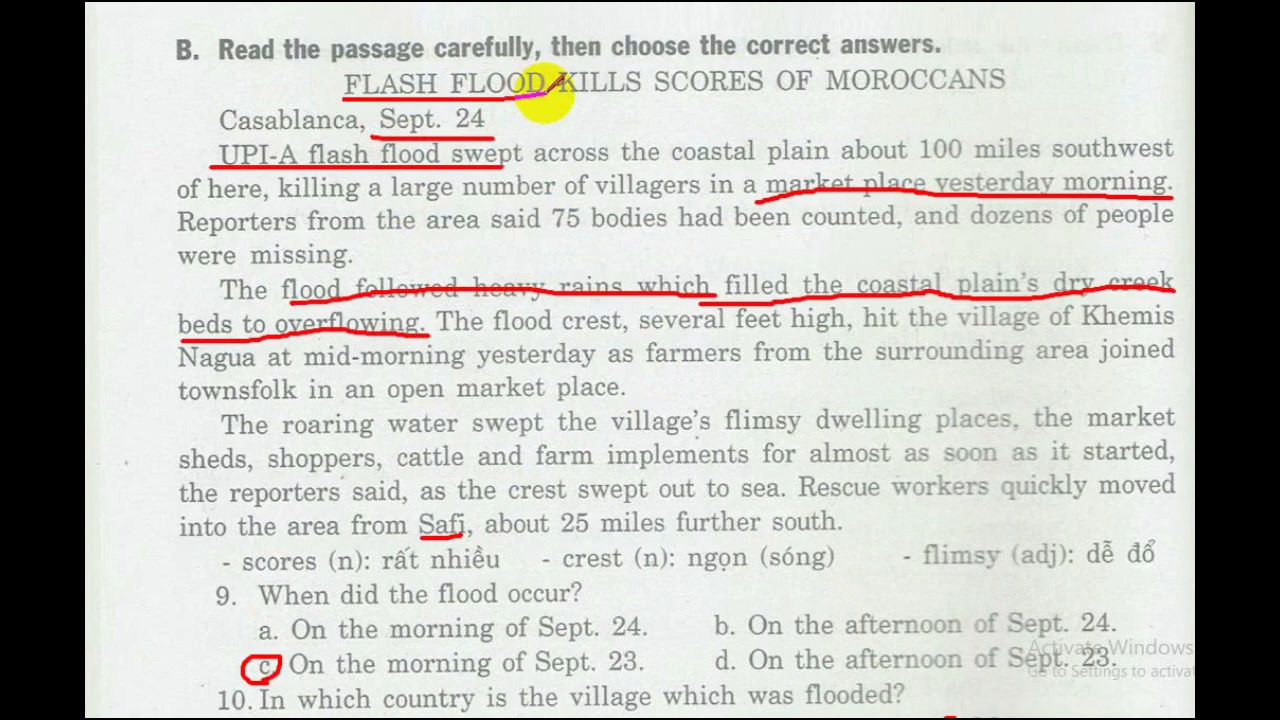 B. Read the passage carefully, then choose the correct answers.
FLASH FLOOD KILLS SCORES OF MOROCCANS
Casablanca, Sept. 24
UPI-A flash flood swept across the coastal plain about 100 miles southwest
of here, killing a large number of villagers in a market place yesterday morning.
Reporters from the area said 75 bodies had been counted, and dozens of people
were missing.
The flood followed heavy rains which filled the coastal plain's dry creek
beds to overflowing. The flood crest, several feet high, hit the village of Khemis
Nagua at mid-morning yesterday as farmers from the surrounding area joined
townsfolk in an open market place.
The roaring water swept the village's flimsy dwelling places, the market
sheds, shoppers, cattle and farm implements for almost as soon as it started,
the reporters said, as the crest swept out to sea. Rescue workers quickly moved
into the area from Safi, about 25 miles further south.
- scores (n): rất nhiều - crest (n): ngọn (sóng) - flimsy (adj): dễ đổ
9. When did the flood occur?
a. On the morning of Sept. 24. b. On the afternoon of Sept. 24.
c. On the morning of Sept. 23. d. On the afternoon of Sept. 23.
Activate Windows
Go to Settings to activat
10. In which country is the village which was flooded?